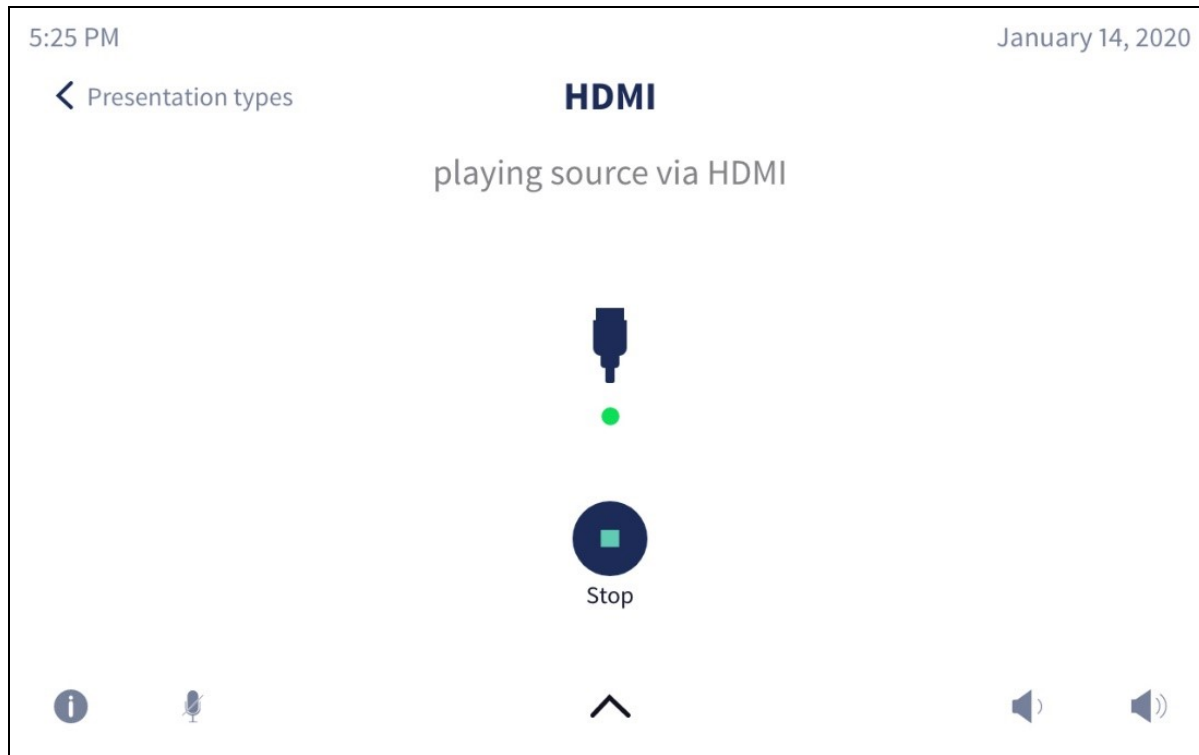 5:25 PM
January 14, 2020
Presentation types
HDMI
playing source via HDMI
Stop